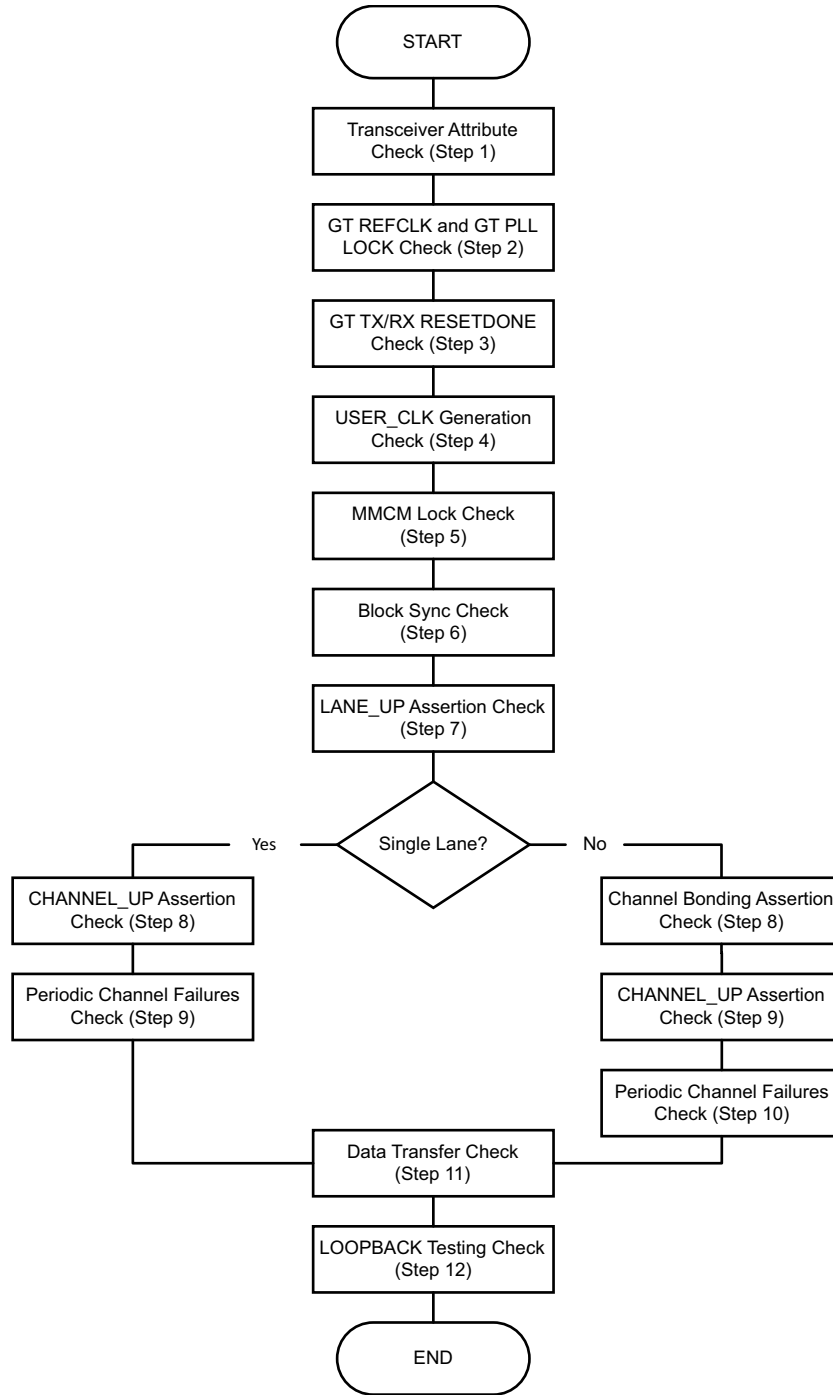 START
Transceiver Attribute
Check (Step 1)
GT REFCLK and GT PLL
LOCK Check (Step 2)
GT TX/RX RESETDONE
Check (Step 3)
USER_CLK Generation
Check (Step 4)
MMCM Lock Check
(Step 5)
Block Sync Check
(Step 6)
LANE_UP Assertion Check
(Step 7)
Single Lane?
Yes
No
CHANNEL_UP Assertion
Check (Step 8)
Periodic Channel Failures
Check (Step 9)
Channel Bonding Assertion
Check (Step 8)
CHANNEL_UP Assertion
Check (Step 9)
Periodic Channel Failures
Check (Step 10)
Data Transfer Check
(Step 11)
LOOPBACK Testing Check
(Step 12)
END